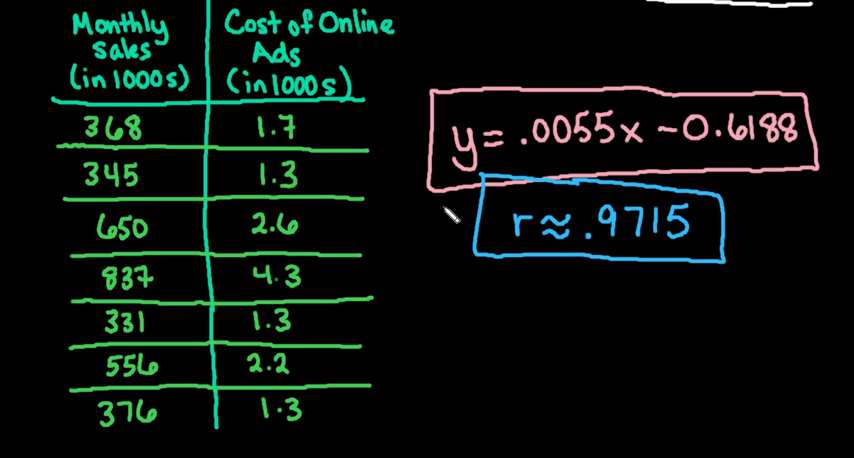 Monthly Sales (in 1000s)
Cost of Online Ads (in 1000s)
368 1.7
345 1.3
650 2.6
837 4.3
331 1.3
556 2.2
376 1.3
y = .0055x - 0.6188
r ≈ .9715